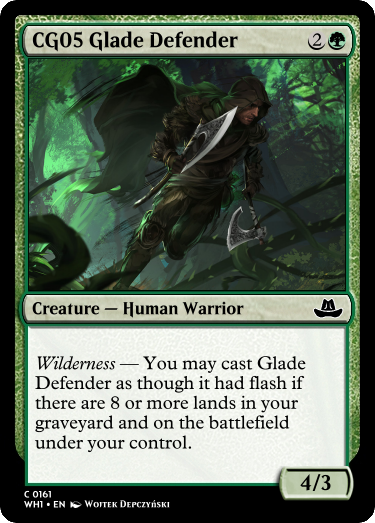 CG05 Glade Defender 2
Creature — Human Warrior
Wilderness — You may cast Glade
Defender as though it had flash if
there are 8 or more lands in your
graveyard and on the battlefield
under your control.
4/3
C 0161
WH1 • EN Wojtek Depczyński